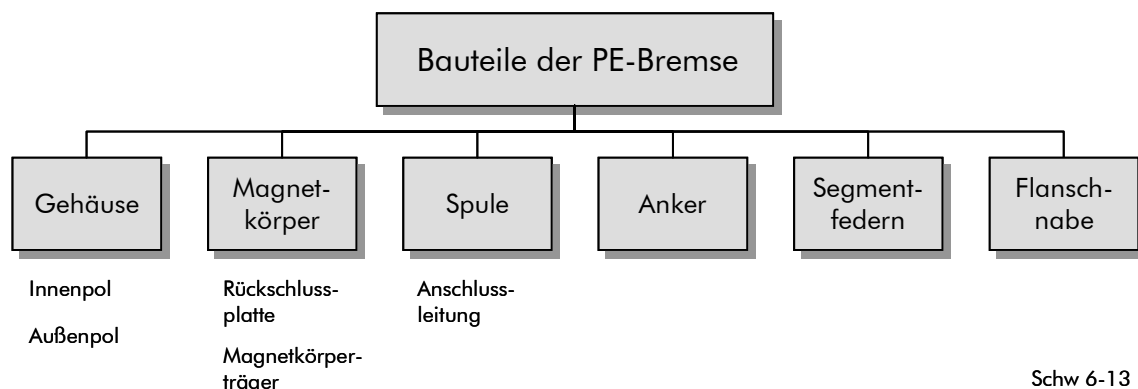 Bauteile der PE-Bremse
Gehäuse
Magnet-
körper
Spule
Anker
Segment-
federn
Flansch-
nabe
Innenpol
Außenpol
Rückschluss-
platte
Magnetkörper-
träger
Anschluss-
leitung
Schw 6-13